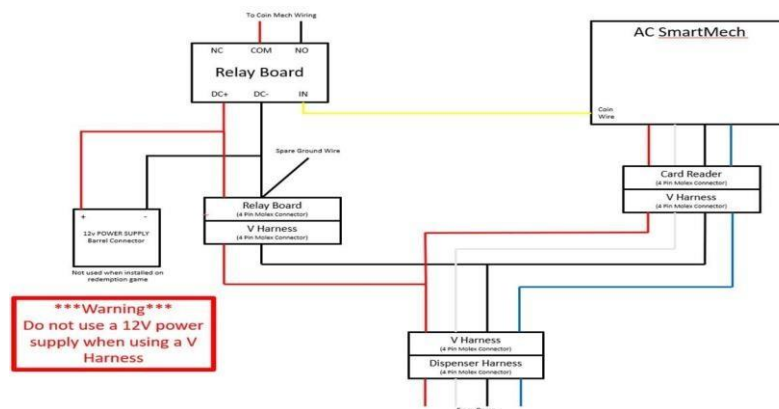 To Coin Mech Wiring
NC COM NO
Relay Board
DC+ DC- IN
AC SmartMech
Coin
Wire
Spare Ground Wire
Card Reader
(4 Pin Molex Connector)
V Harness
(4 Pin Molex Connector)
Relay Board
(4 Pin Molex Connector)
V Harness
(4 Pin Molex Connector)
+ -
12v POWER SUPPLY
Barrel Connector
Not used when installed on
redemption game
***Warning***
Do not use a 12V power
supply when using a V
Harness
V Harness
(4 Pin Molex Connector)
Dispenser Harness
(4 Pin Molex Connector)